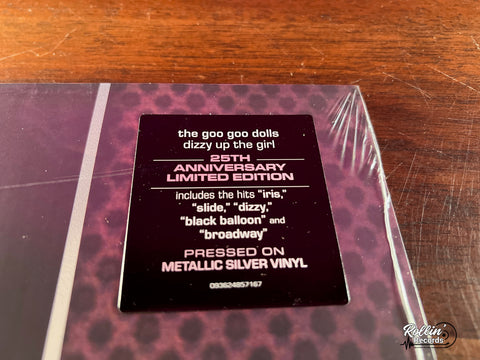 the goo goo dolls
dizzy up the girl
25TH
ANNIVERSARY
LIMITED EDITION
includes the hits "iris,"
"slide," "dizzy,"
"black balloon" and
"broadway"
PRESSED ON
METALLIC SILVER VINYL
093624857167
Rollin'
Records